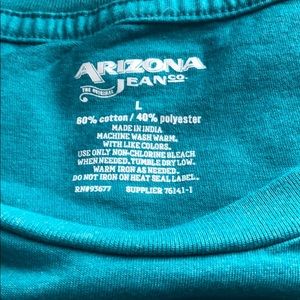 ARIZONA
THE ORIGINAL JEAN CO.
L
60% cotton / 40% polyester
MADE IN INDIA
MACHINE WASH WARM,
WITH LIKE COLORS.
USE ONLY NON-CHLORINE BLEACH
WHEN NEEDED. TUMBLE DRY LOW.
WARM IRON AS NEEDED.
DO NOT IRON ON HEAT SEAL LABEL.
RN#93677 SUPPLIER 76141-1